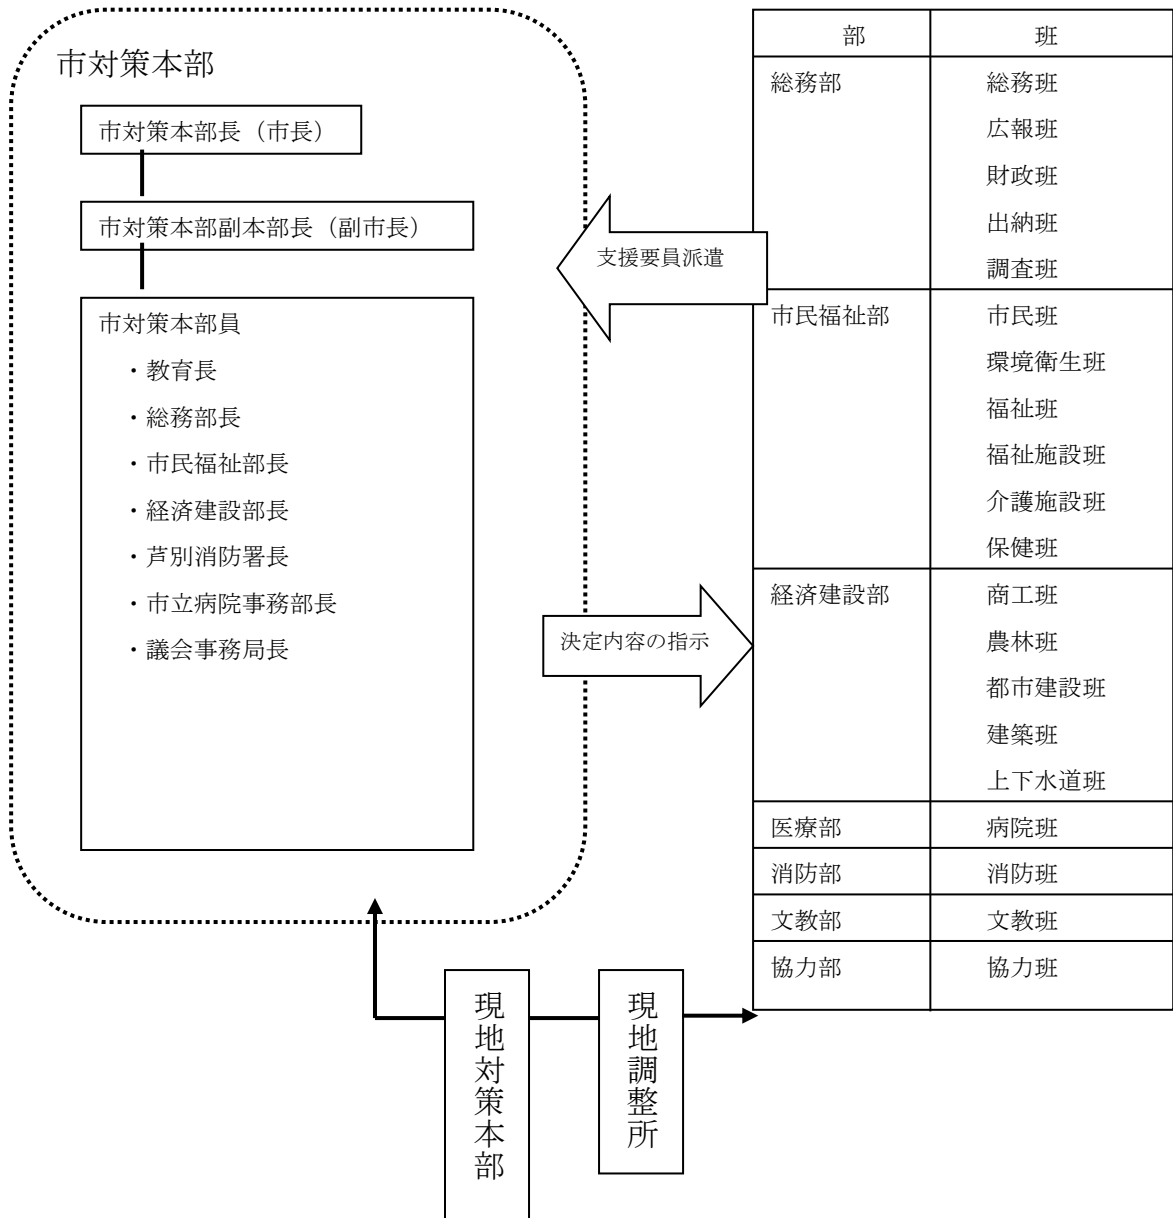 市対策本部
市対策本部長（市長）
市対策本部副本部長（副市長）
市対策本部員
・教育長
・総務部長
・市民福祉部長
・経済建設部長
・芦別消防署長
・市立病院事務部長
・議会事務局長
支援要員派遣
決定内容の指示
部 班
総務部 総務班
広報班
財政班
出納班
調査班
市民福祉部 市民班
環境衛生班
福祉班
福祉施設班
介護施設班
保健班
経済建設部 商工班
農林班
都市建設班
建築班
上下水道班
医療部 病院班
消防部 消防班
文教部 文教班
協力部 協力班
現地対策本部
現地調整所